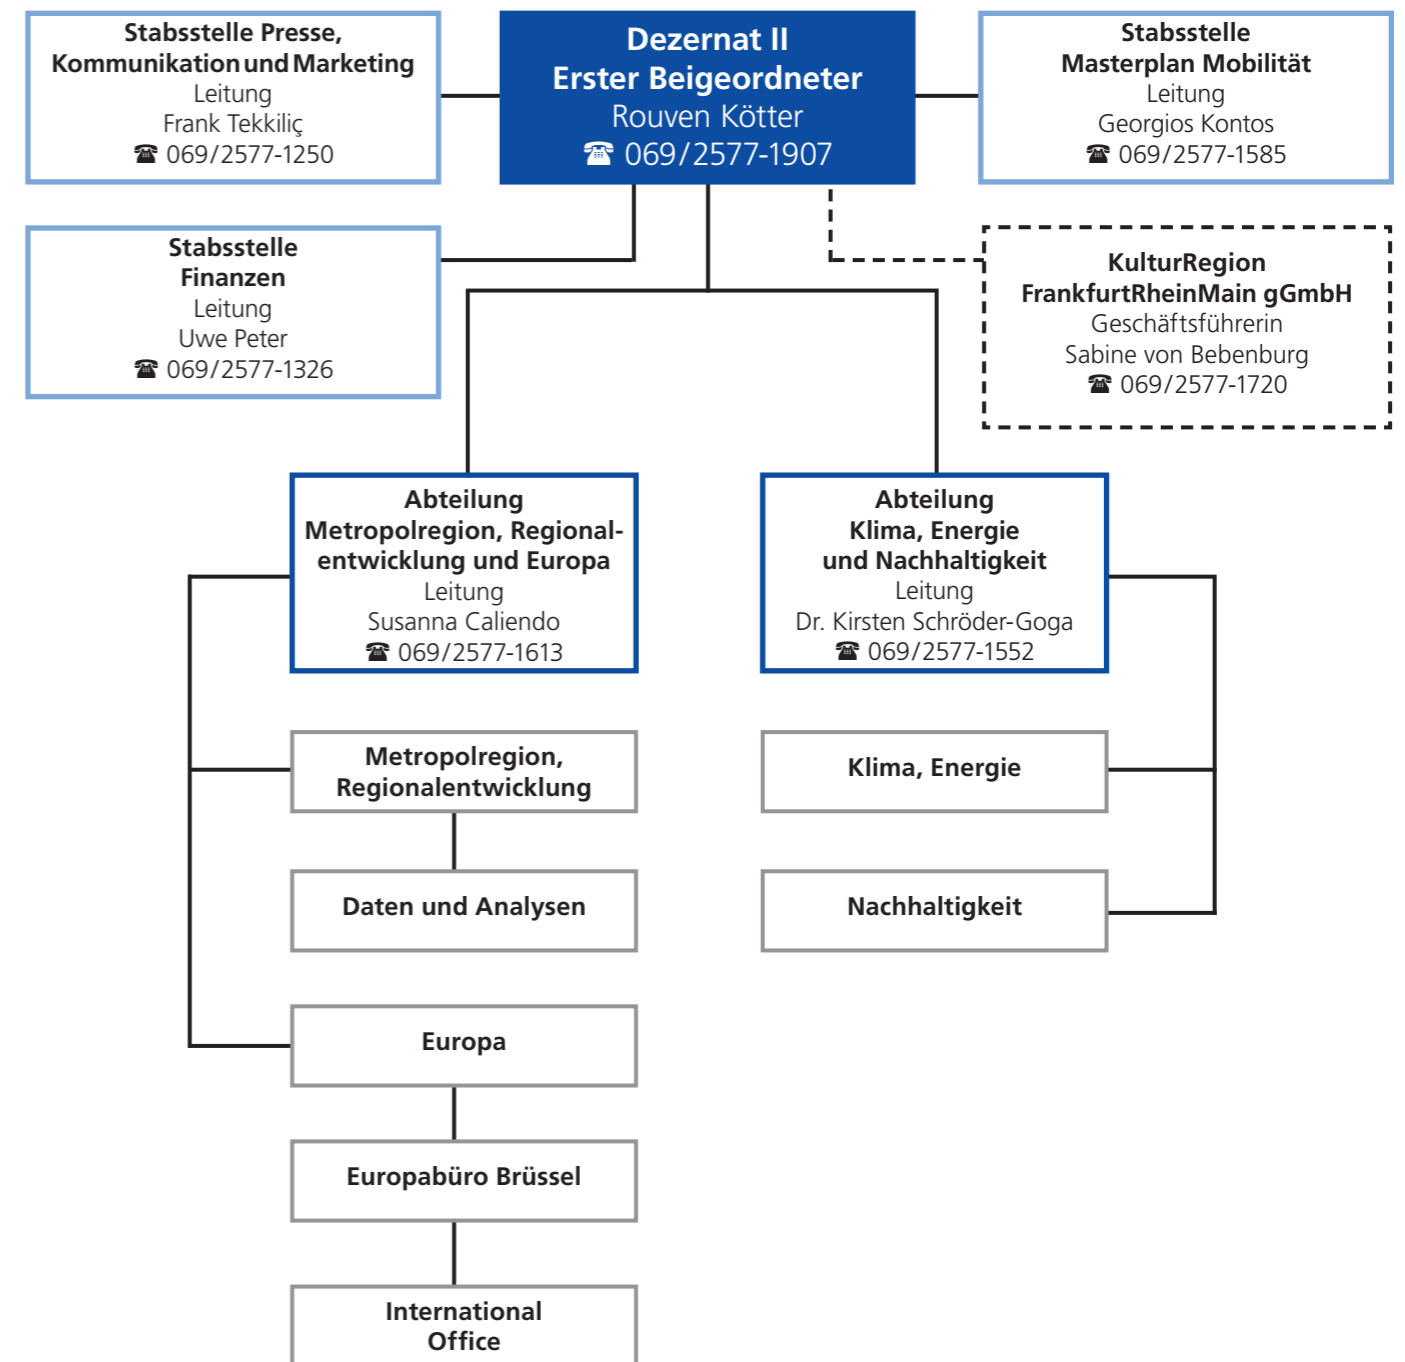 Stabsstelle Presse,
Kommunikation und Marketing
Leitung
Frank Tekkiliç
☎ 069/2577-1250
Dezernat II
Erster Beigeordneter
Rouven Kötter
☎ 069/2577-1907
Stabsstelle
Masterplan Mobilität
Leitung
Georgios Kontos
☎ 069/2577-1585
Stabsstelle
Finanzen
Leitung
Uwe Peter
☎ 069/2577-1326
KulturRegion
FrankfurtRheinMain gGmbH
Geschäftsführerin
Sabine von Bebenburg
☎ 069/2577-1720
Abteilung
Metropolregion, Regional-
entwicklung und Europa
Leitung
Susanna Caliendo
☎ 069/2577-1613
Abteilung
Klima, Energie
und Nachhaltigkeit
Leitung
Dr. Kirsten Schröder-Goga
☎ 069/2577-1552
Metropolregion,
Regionalentwicklung
Klima, Energie
Daten und Analysen
Nachhaltigkeit
Europa
Europabüro Brüssel
International
Office